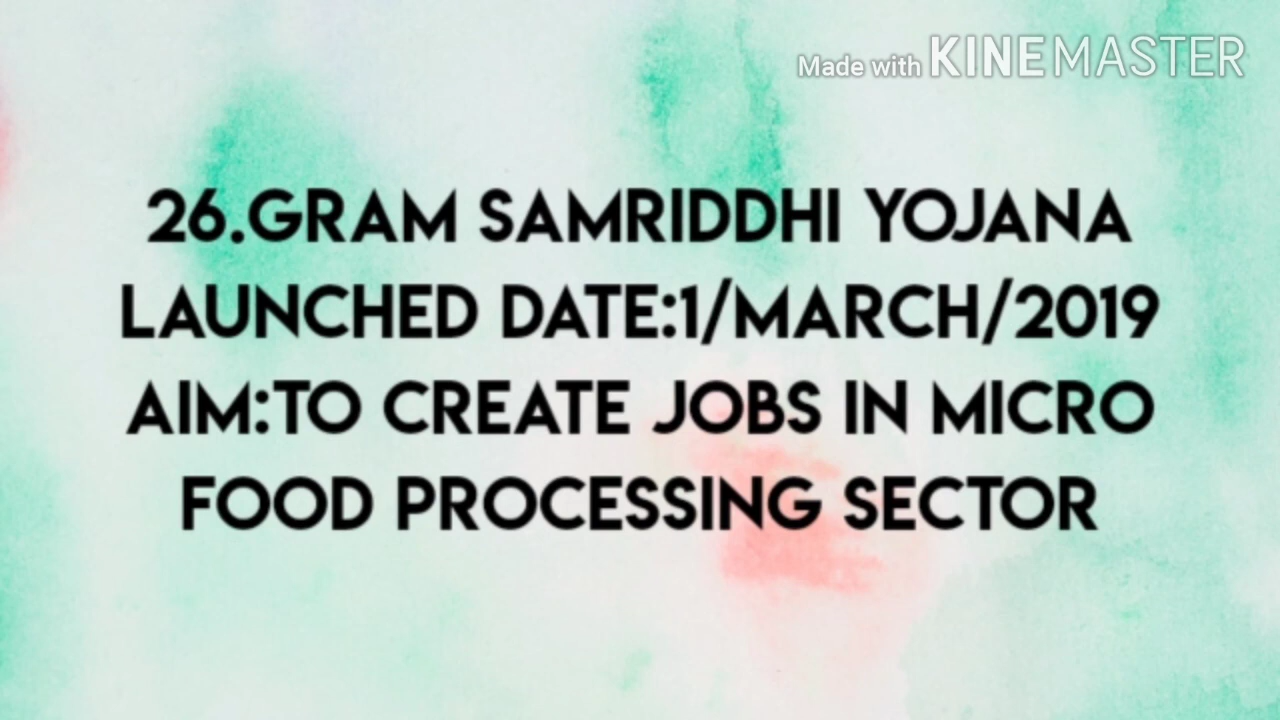 Made with KINEMASTER
26.GRAM SAMRIDDHI YOJANA
LAUNCHED DATE:1/MARCH/2019
AIM:TO CREATE JOBS IN MICRO
FOOD PROCESSING SECTOR